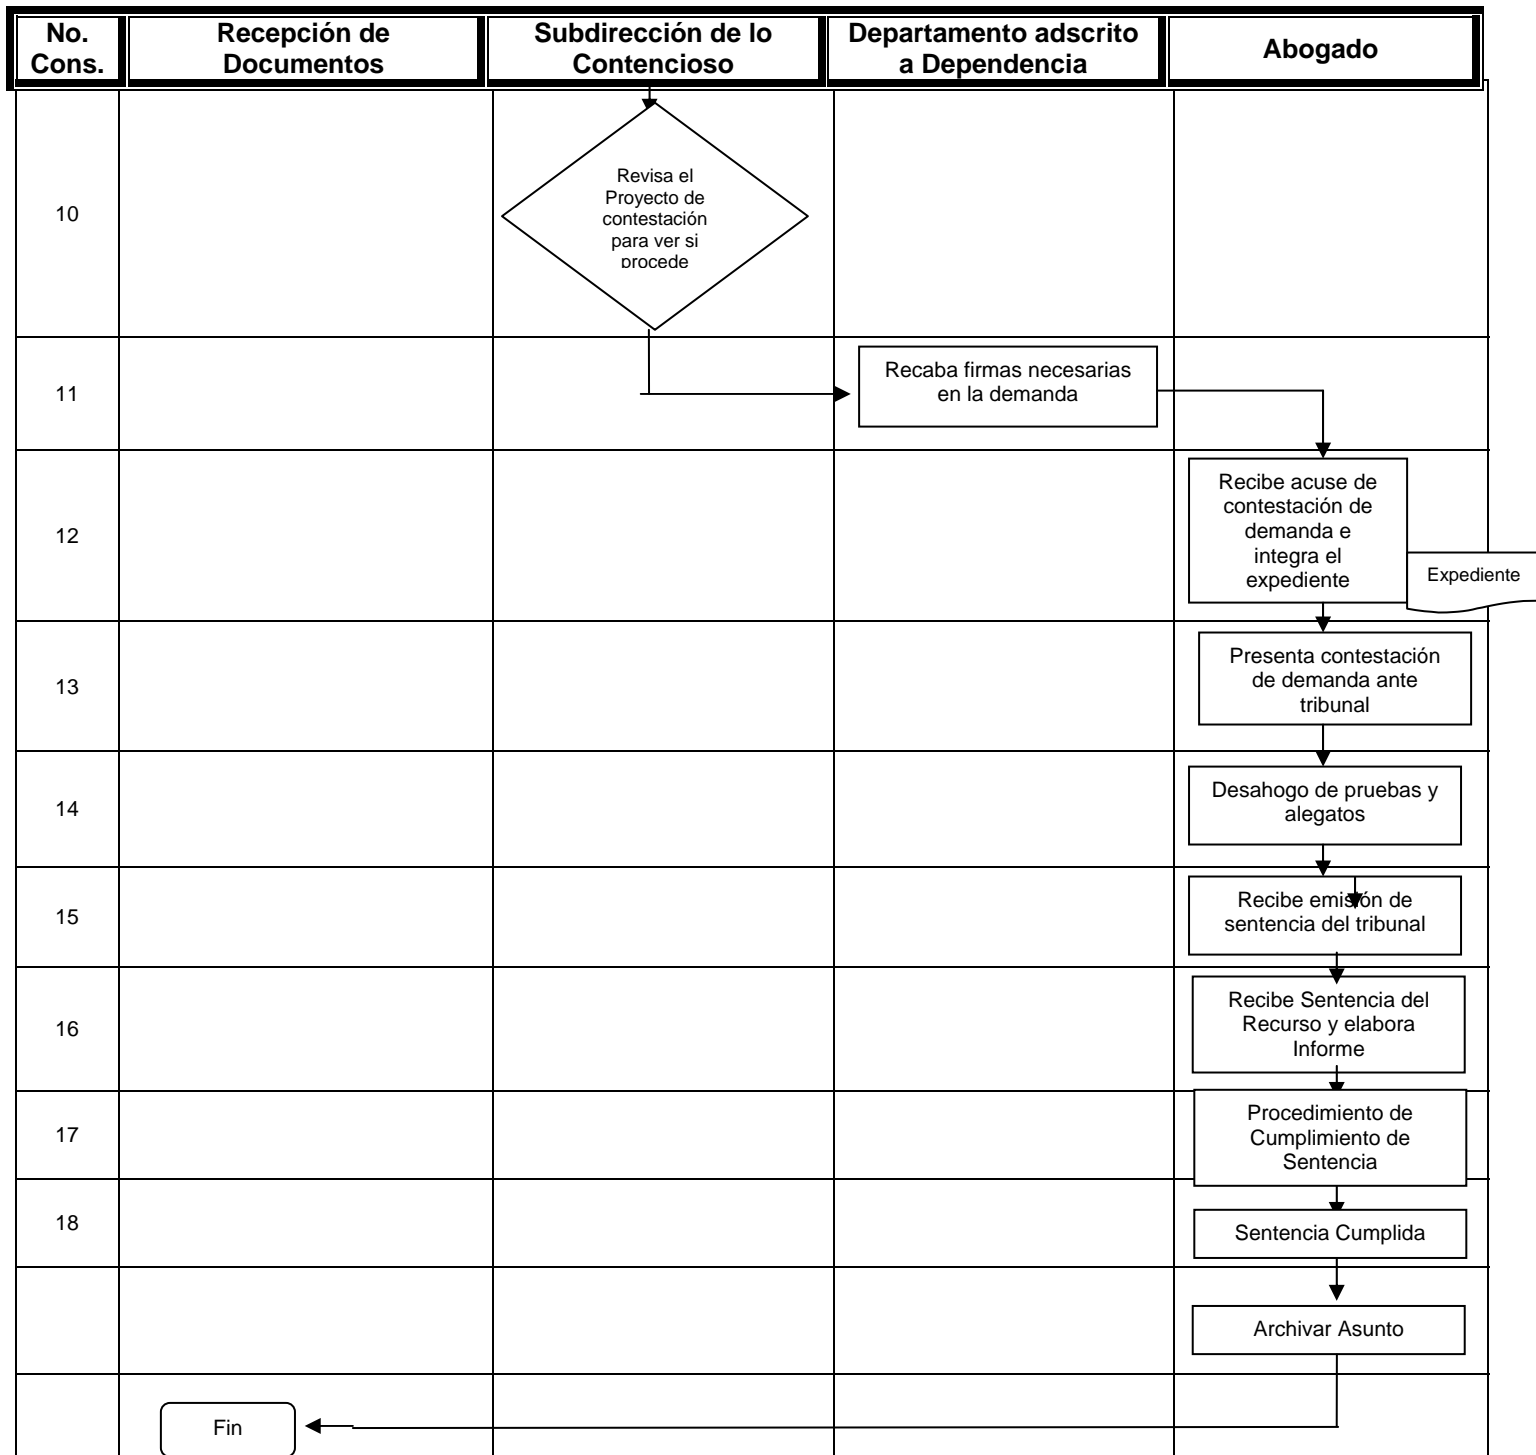 No.
Cons.
Recepción de
Documentos
Subdirección de lo
Contencioso
Departamento adscrito
a Dependencia
Abogado
10
Revisa el
Proyecto de
contestación
para ver si
procede
11
Recaba firmas necesarias
en la demanda
12
Recibe acuse de
contestación de
demanda e
integra el
expediente
Expediente
13
Presenta contestación
de demanda ante
tribunal
14
Desahogo de pruebas y
alegatos
15
Recibe emisión de
sentencia del tribunal
16
Recibe Sentencia del
Recurso y elabora
Informe
17
Procedimiento de
Cumplimiento de
Sentencia
18
Sentencia Cumplida
Archivar Asunto
Fin